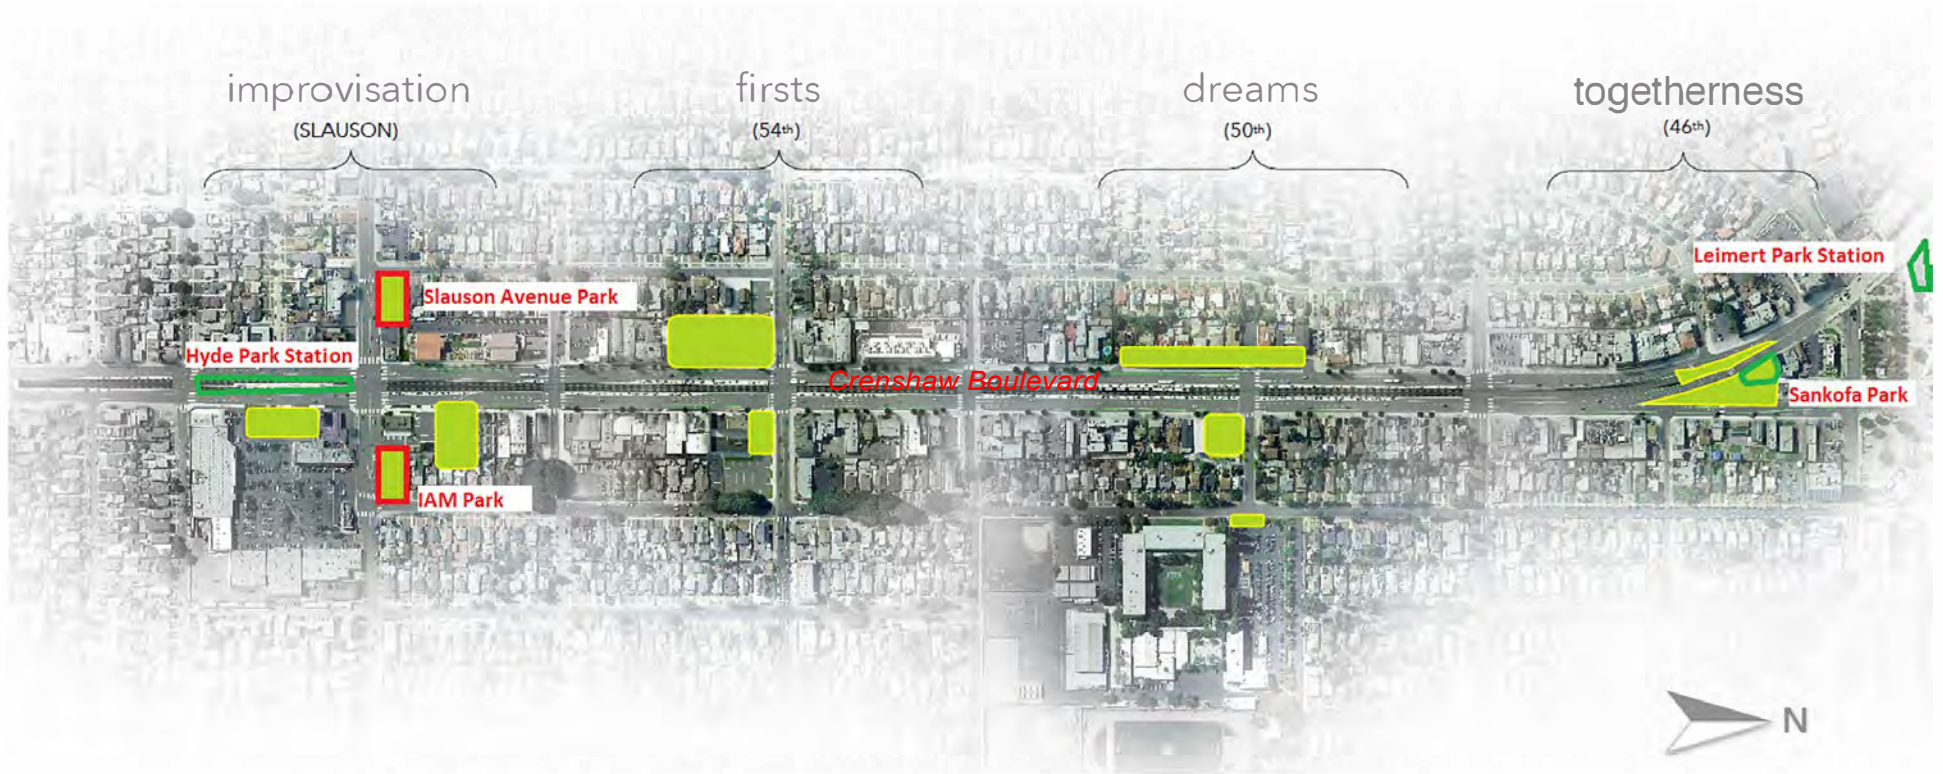 improvisation
(SLAUSON)
firsts
(54th)
dreams
(50th)
togetherness
(46th)
Leimert Park Station
Slauson Avenue Park
Hyde Park Station
Crenshaw Boulevard
Sankofa Park
IAM Park
N